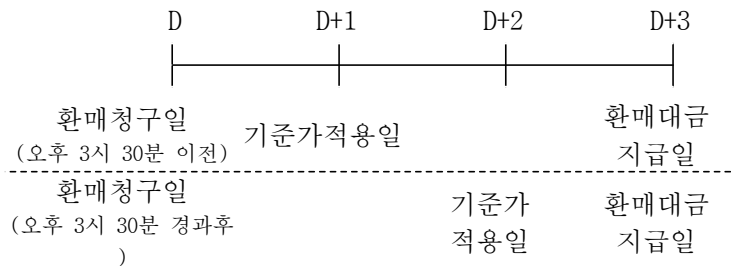 D D+1 D+2 D+3
환매청구일
(오후 3시 30분 이전)
기준가적용일
환매대금
지급일
환매청구일
(오후 3시 30분 경과후
)
기준가
적용일
환매대금
지급일